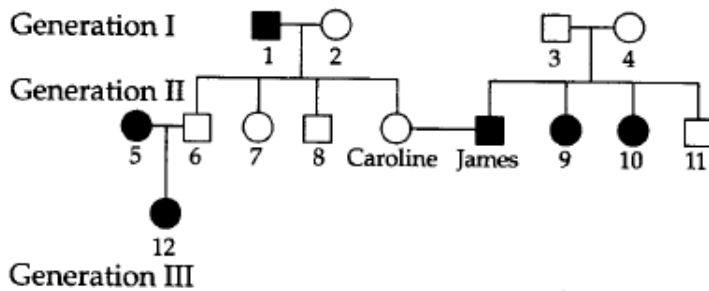 Generation I
1 2 3 4
Generation II
5 6 7 8 Caroline James 9 10 11
12
Generation III